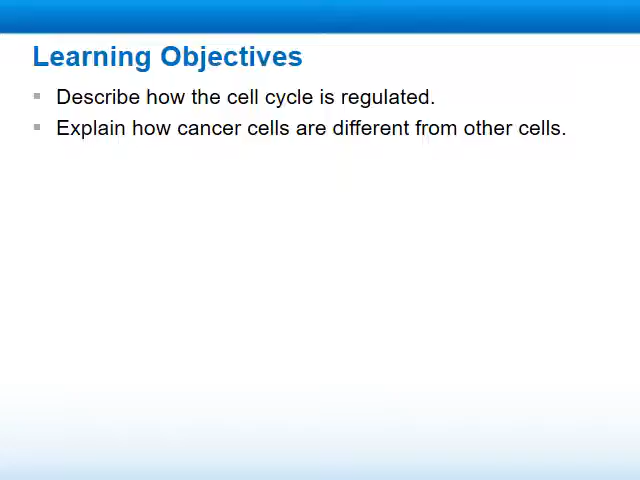 Learning Objectives
▪ Describe how the cell cycle is regulated.
▪ Explain how cancer cells are different from other cells.